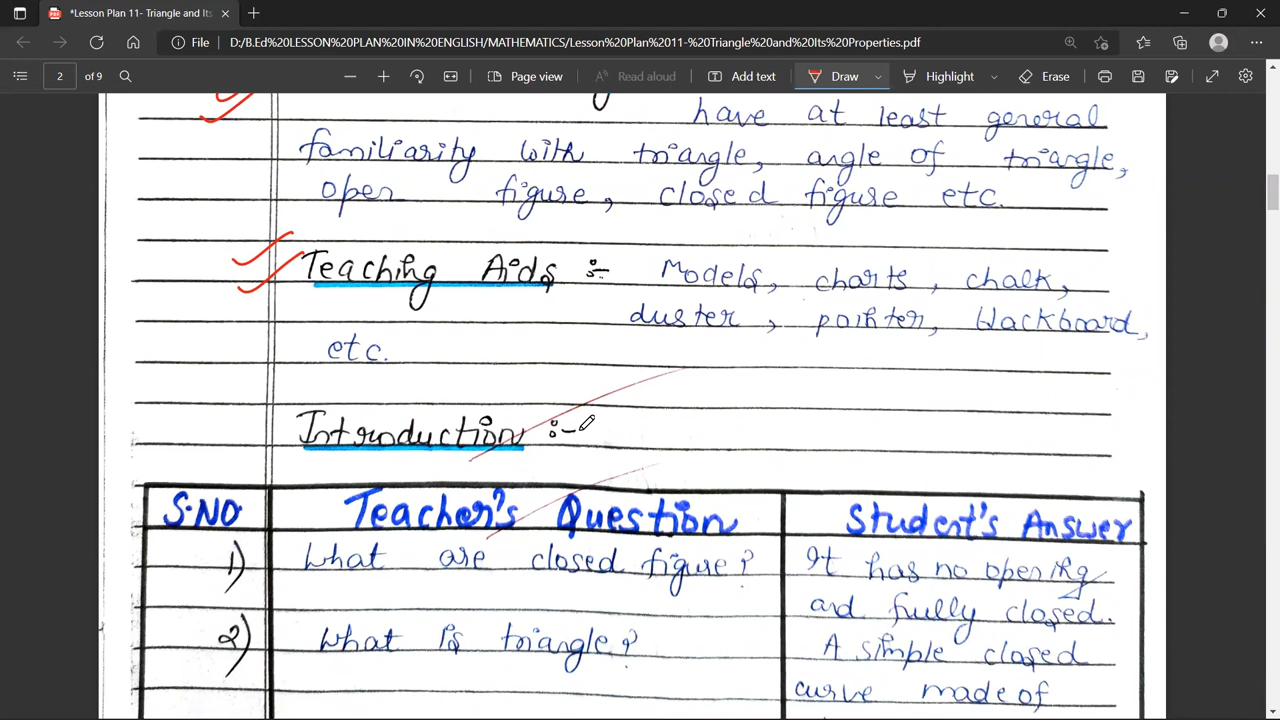 *Lesson Plan 11- Triangle and Its
File D:/B.Ed%20LESSON%20PLAN%20IN%20ENGLISH/MATHEMATICS/Lesson%20Plan%2011-%20Triangle%20and%20Its%20Properties.pdf
2 of 9 Page view Read aloud Add text Draw Highlight Erase
have at least general
familiarity with triangle, angle of triangle,
open figure, closed figure etc.
Teaching Aids :- Models, charts, chalk,
duster, pointer, blackboard,
etc.
Introduction :-
S.NO Teacher's Question Student's Answer
1) What are closed figure? It has no opening
and fully closed.
2) What is triangle? A simple closed
curve made of